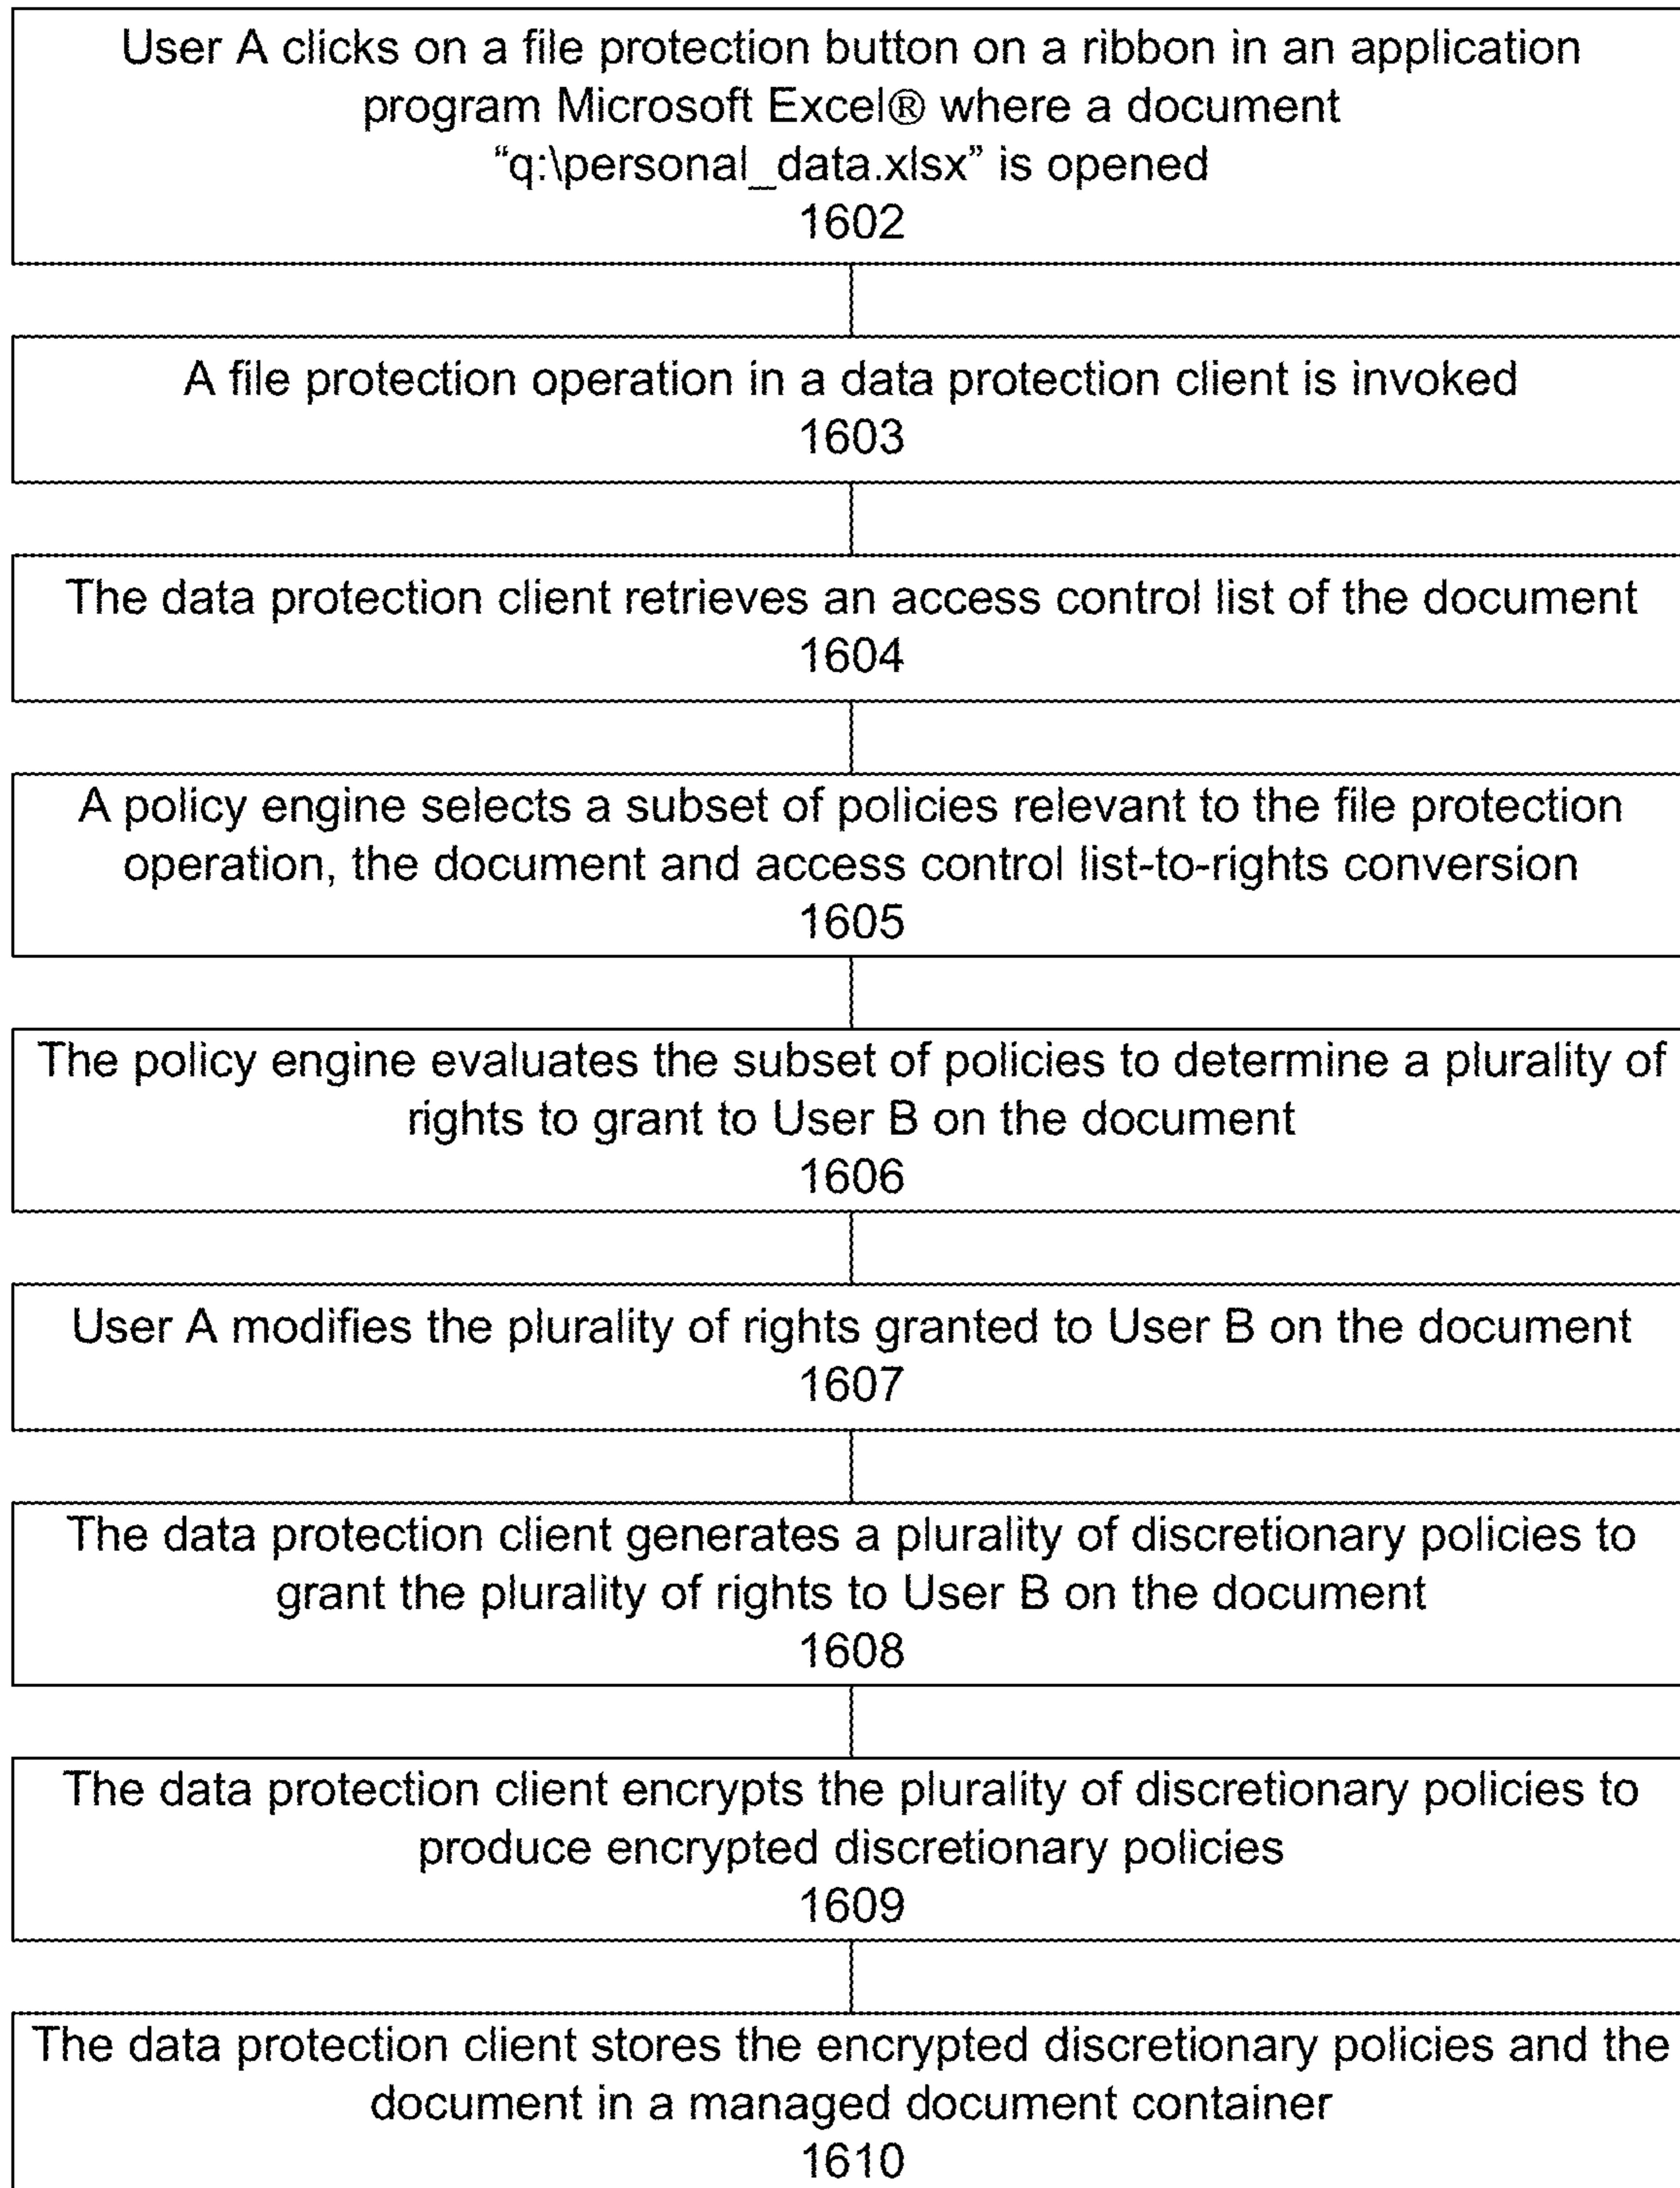 User A clicks on a file protection button on a ribbon in an application
program Microsoft Excel® where a document
“q:\personal_data.xlsx” is opened
1602
A file protection operation in a data protection client is invoked
1603
The data protection client retrieves an access control list of the document
1604
A policy engine selects a subset of policies relevant to the file protection
operation, the document and access control list-to-rights conversion
1605
The policy engine evaluates the subset of policies to determine a plurality of
rights to grant to User B on the document
1606
User A modifies the plurality of rights granted to User B on the document
1607
The data protection client generates a plurality of discretionary policies to
grant the plurality of rights to User B on the document
1608
The data protection client encrypts the plurality of discretionary policies to
produce encrypted discretionary policies
1609
The data protection client stores the encrypted discretionary policies and the
document in a managed document container
1610